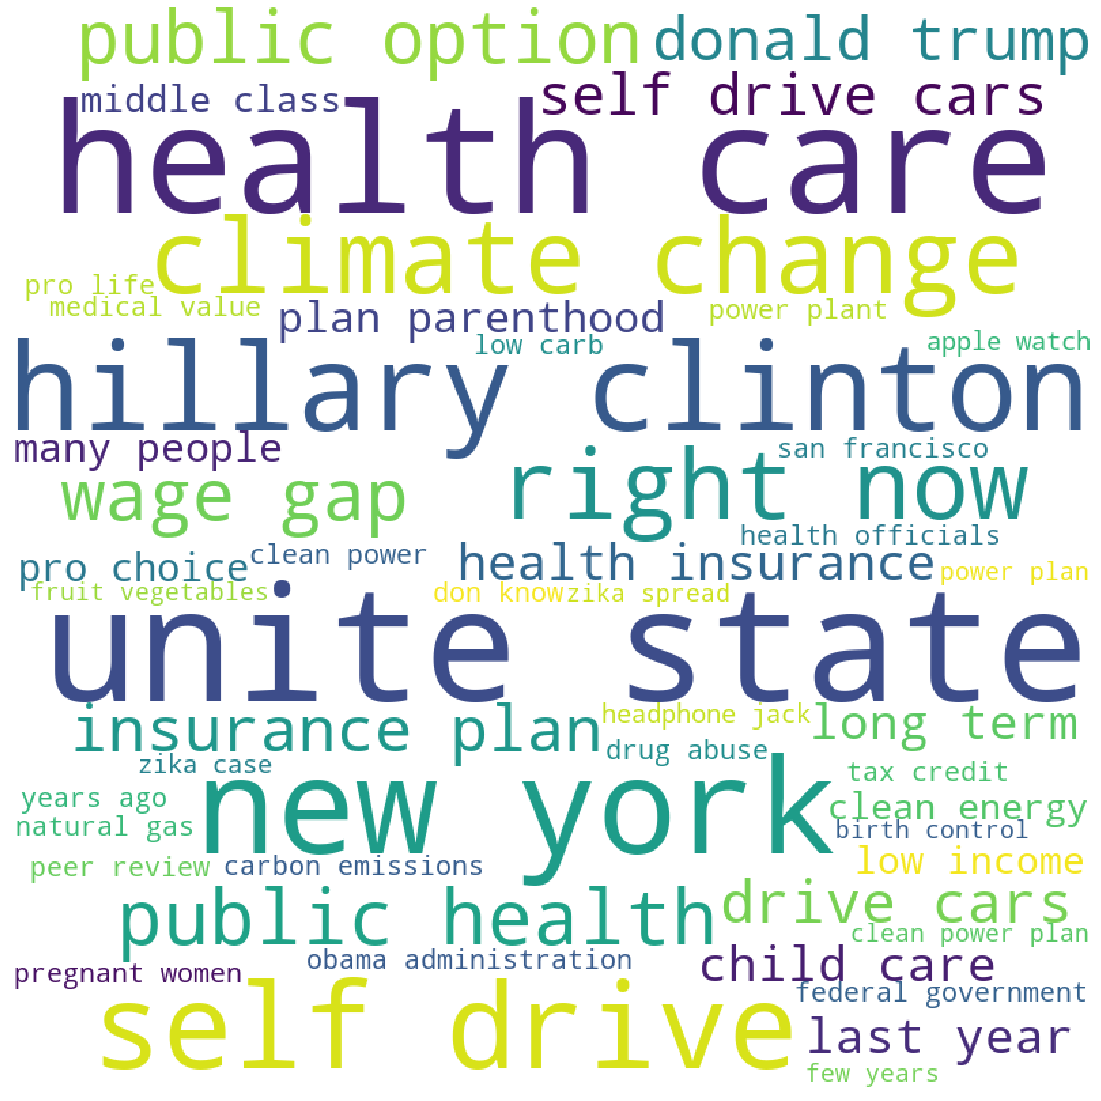 public option
donald trump
middle class
self drive cars
health care
climate change
pro life
medical value
plan parenthood
power plant
low carb
apple watch
hillary clinton
many people
san francisco
wage gap
right now
health officials
pro choice
clean power
health insurance
power plan
fruit vegetables
don know
zika spread
unite state
insurance plan
headphone jack
long term
drug abuse
zika case
new york
tax credit
years ago
clean energy
natural gas
birth control
peer review
carbon emissions
low income
public health
drive cars
clean power plan
obama administration
child care
pregnant women
federal government
self drive
last year
few years